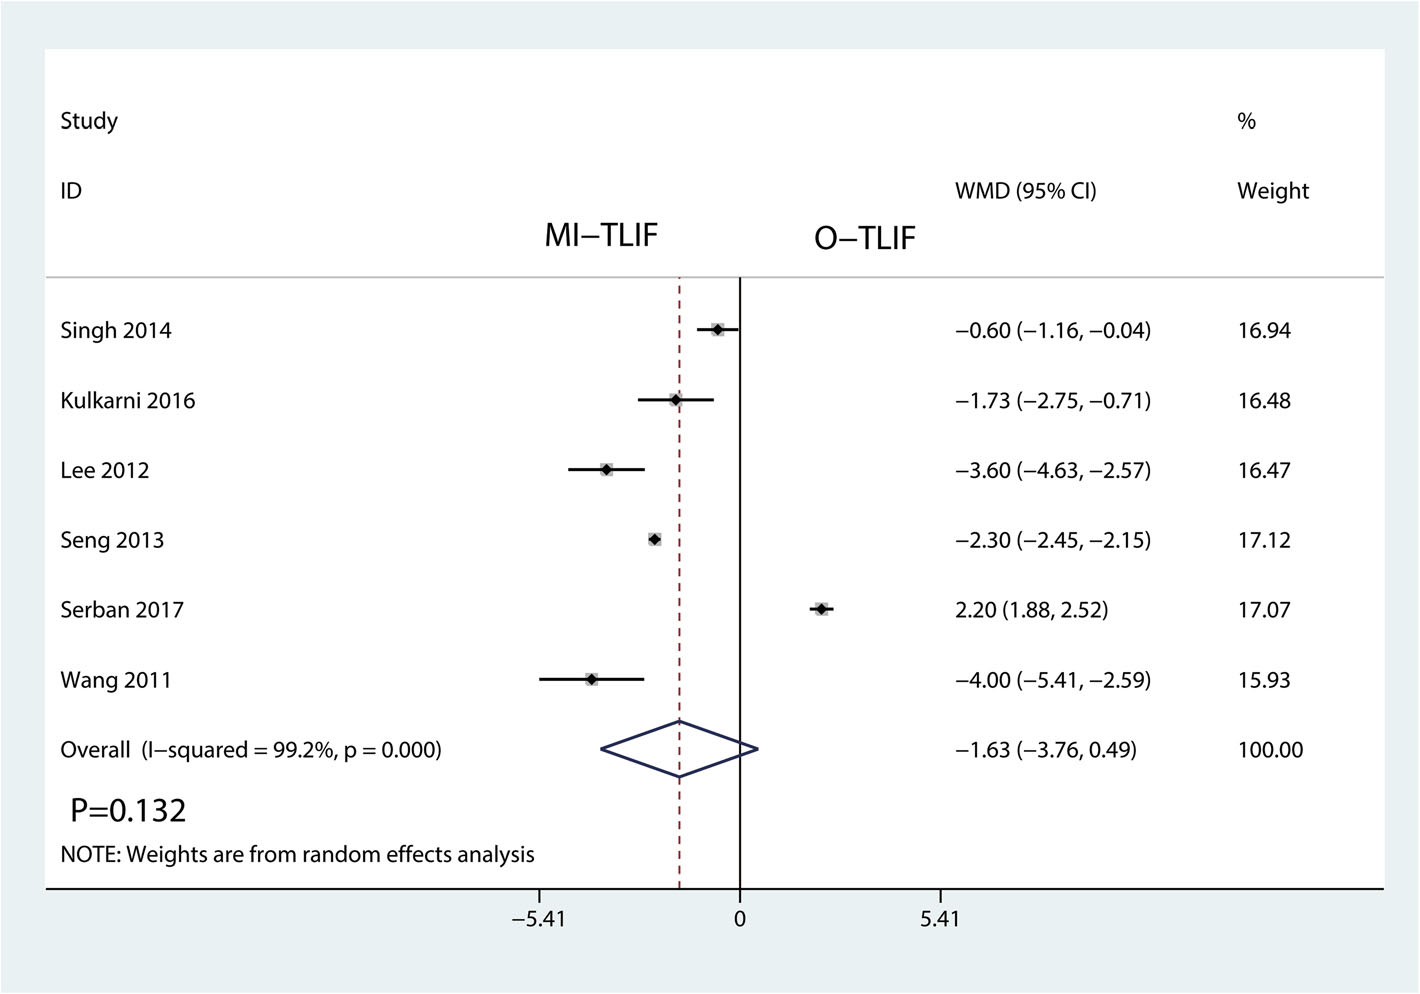 Study %
ID WMD (95% CI) Weight
MI−TLIF O−TLIF
Singh 2014 −0.60 (−1.16, −0.04) 16.94
Kulkarni 2016 −1.73 (−2.75, −0.71) 16.48
Lee 2012 −3.60 (−4.63, −2.57) 16.47
Seng 2013 −2.30 (−2.45, −2.15) 17.12
Serban 2017 2.20 (1.88, 2.52) 17.07
Wang 2011 −4.00 (−5.41, −2.59) 15.93
Overall (I−squared = 99.2%, p = 0.000) −1.63 (−3.76, 0.49) 100.00
P=0.132
NOTE: Weights are from random effects analysis
−5.41 0 5.41